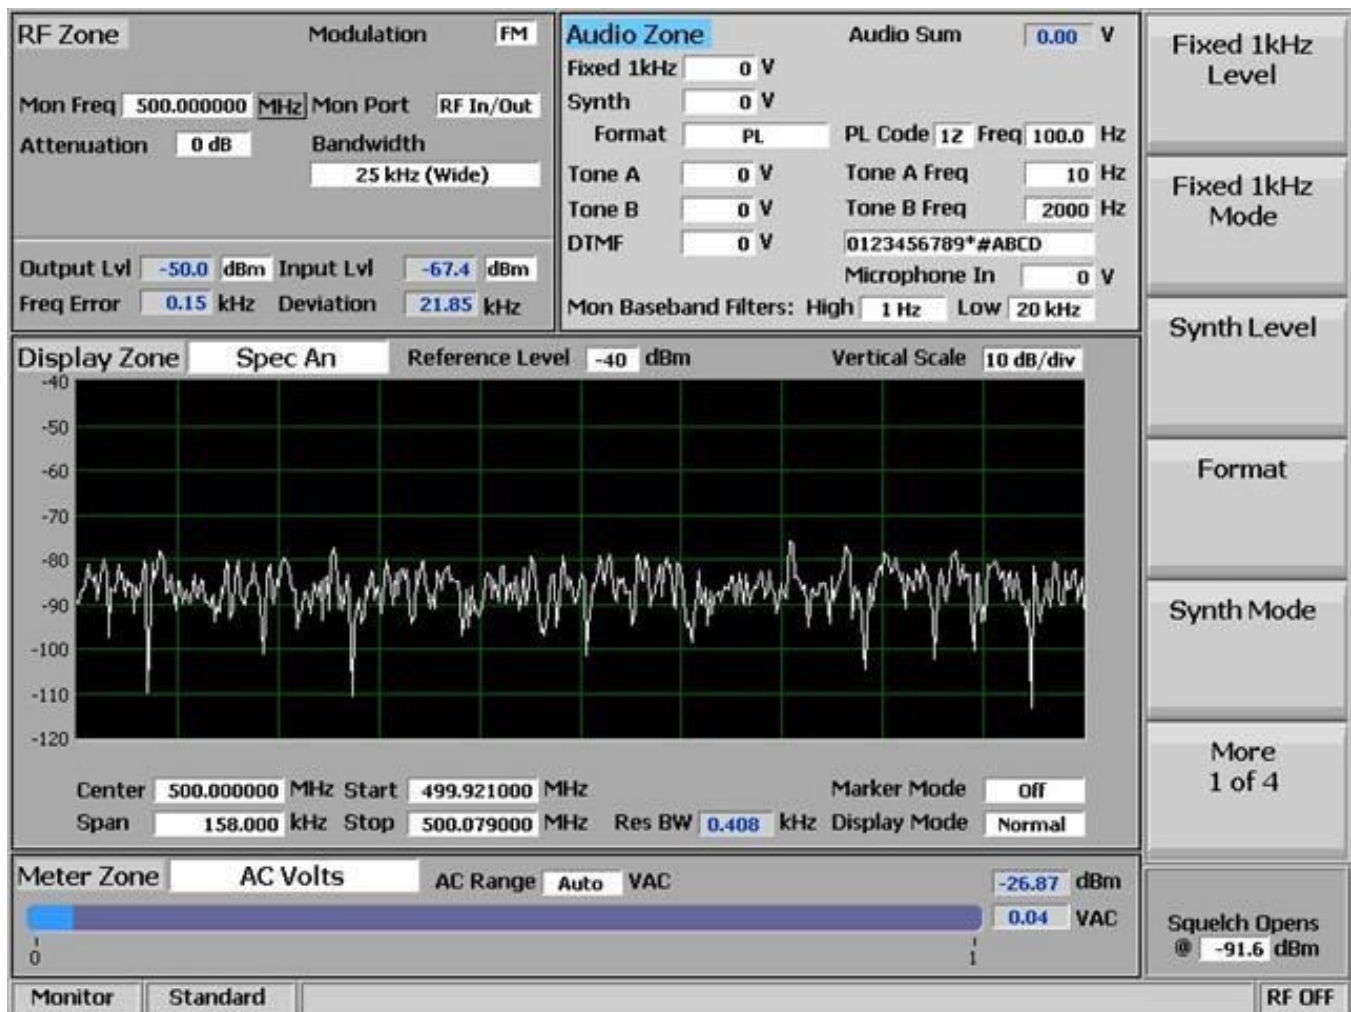 RF Zone Modulation FM
Mon Freq 500.000000 MHz Mon Port RF In/Out
Attenuation 0 dB Bandwidth
25 kHz (Wide)
Output Lvl -50.0 dBm Input Lvl -67.4 dBm
Freq Error 0.15 kHz Deviation 21.85 kHz
Audio Zone Audio Sum 0.00 V
Fixed 1kHz 0 V
Synth 0 V
Format PL PL Code 1Z Freq 100.0 Hz
Tone A 0 V Tone A Freq 10 Hz
Tone B 0 V Tone B Freq 2000 Hz
DTMF 0 V 0123456789*#ABCD
Microphone In 0 V
Mon Baseband Filters: High 1 Hz Low 20 kHz
Display Zone Spec An Reference Level -40 dBm Vertical Scale 10 dB/div
-40
-50
-60
-70
-80
-90
-100
-110
-120
Center 500.000000 MHz Start 499.921000 MHz Marker Mode Off
Span 158.000 kHz Stop 500.079000 MHz Res BW 0.408 kHz Display Mode Normal
Meter Zone AC Volts AC Range Auto VAC -26.87 dBm
0.04 VAC
0 1
Monitor Standard RF OFF
Fixed 1kHz
Level
Fixed 1kHz
Mode
Synth Level
Format
Synth Mode
More
1 of 4
Squelch Opens
@ -91.6 dBm